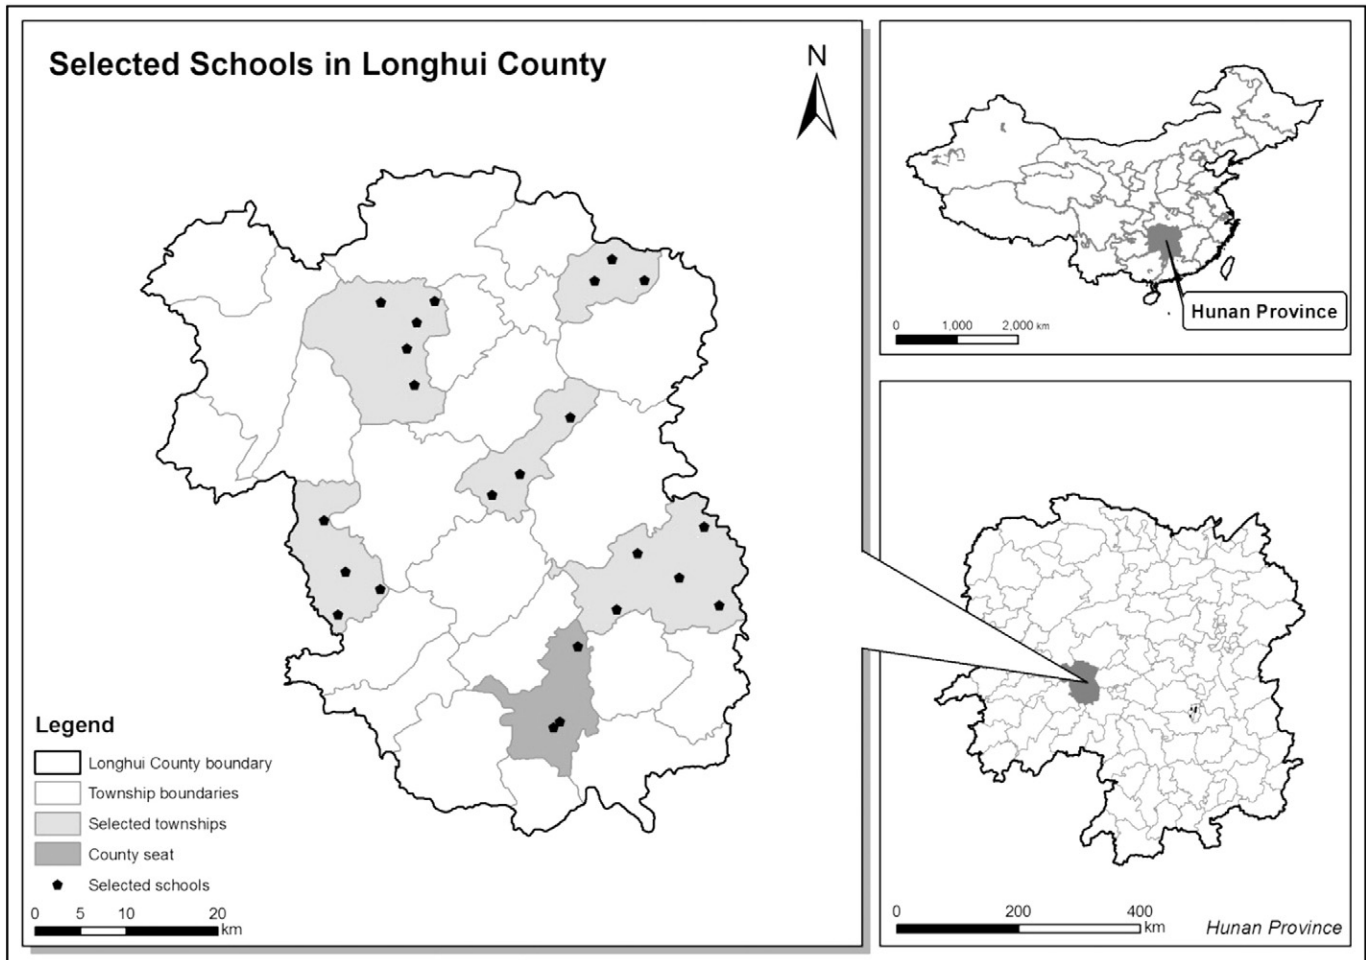 Selected Schools in Longhui County
N
Legend
Longhui County boundary
Township boundaries
Selected townships
County seat
Selected schools
0 5 10 20
km
Hunan Province
0 1,000 2,000 km
0 200 400
km
Hunan Province